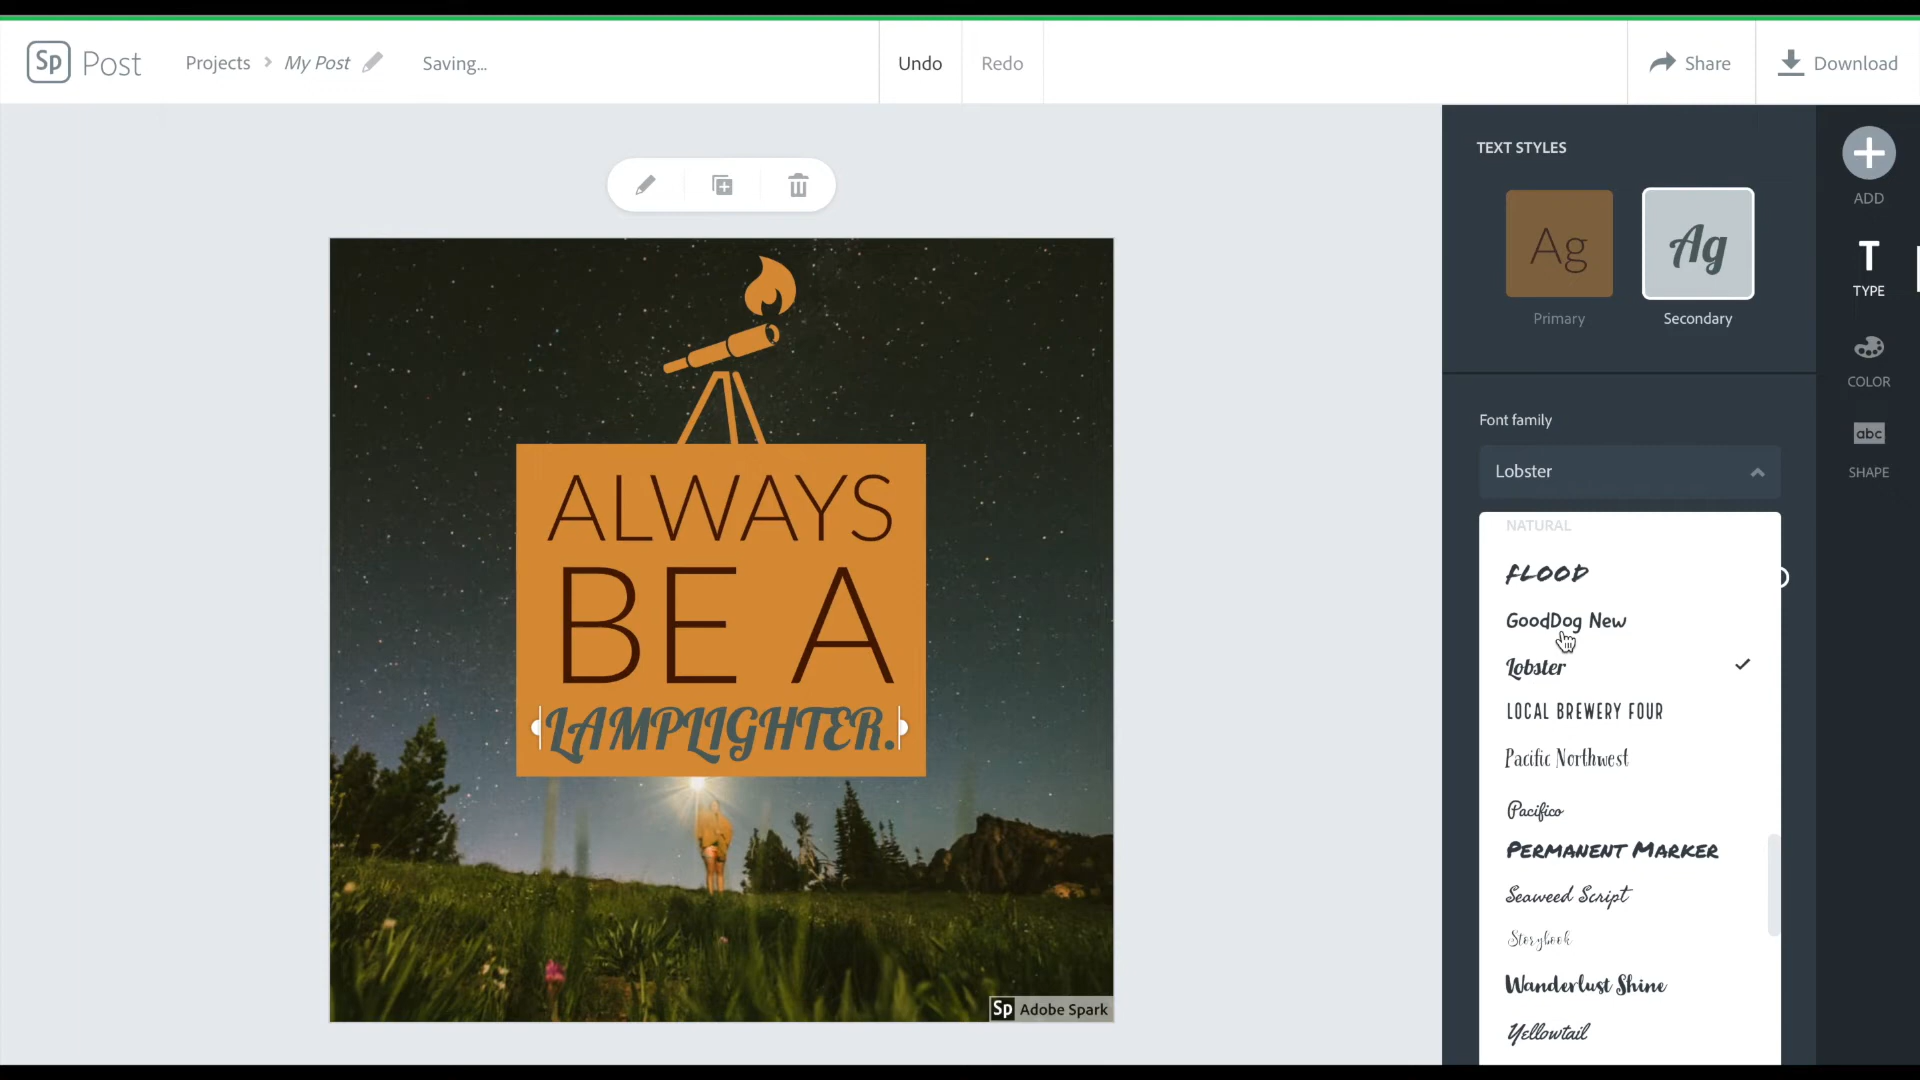 Sp Post Projects > My Post Saving... Undo Redo Share Download
TEXT STYLES
Ag Ag
Primary Secondary
ADD
T
TYPE
COLOR
abc
SHAPE
Font family
Lobster
NATURAL
FLOOD
GoodDog New
Lobster
LOCAL BREWERY FOUR
Pacific Northwest
Pacifico
PERMANENT MARKER
Seaweed Script
Storybook
Wanderlust Shine
Yellowtail
ALWAYS
BE A
LAMPLIGHTER.
Sp Adobe Spark